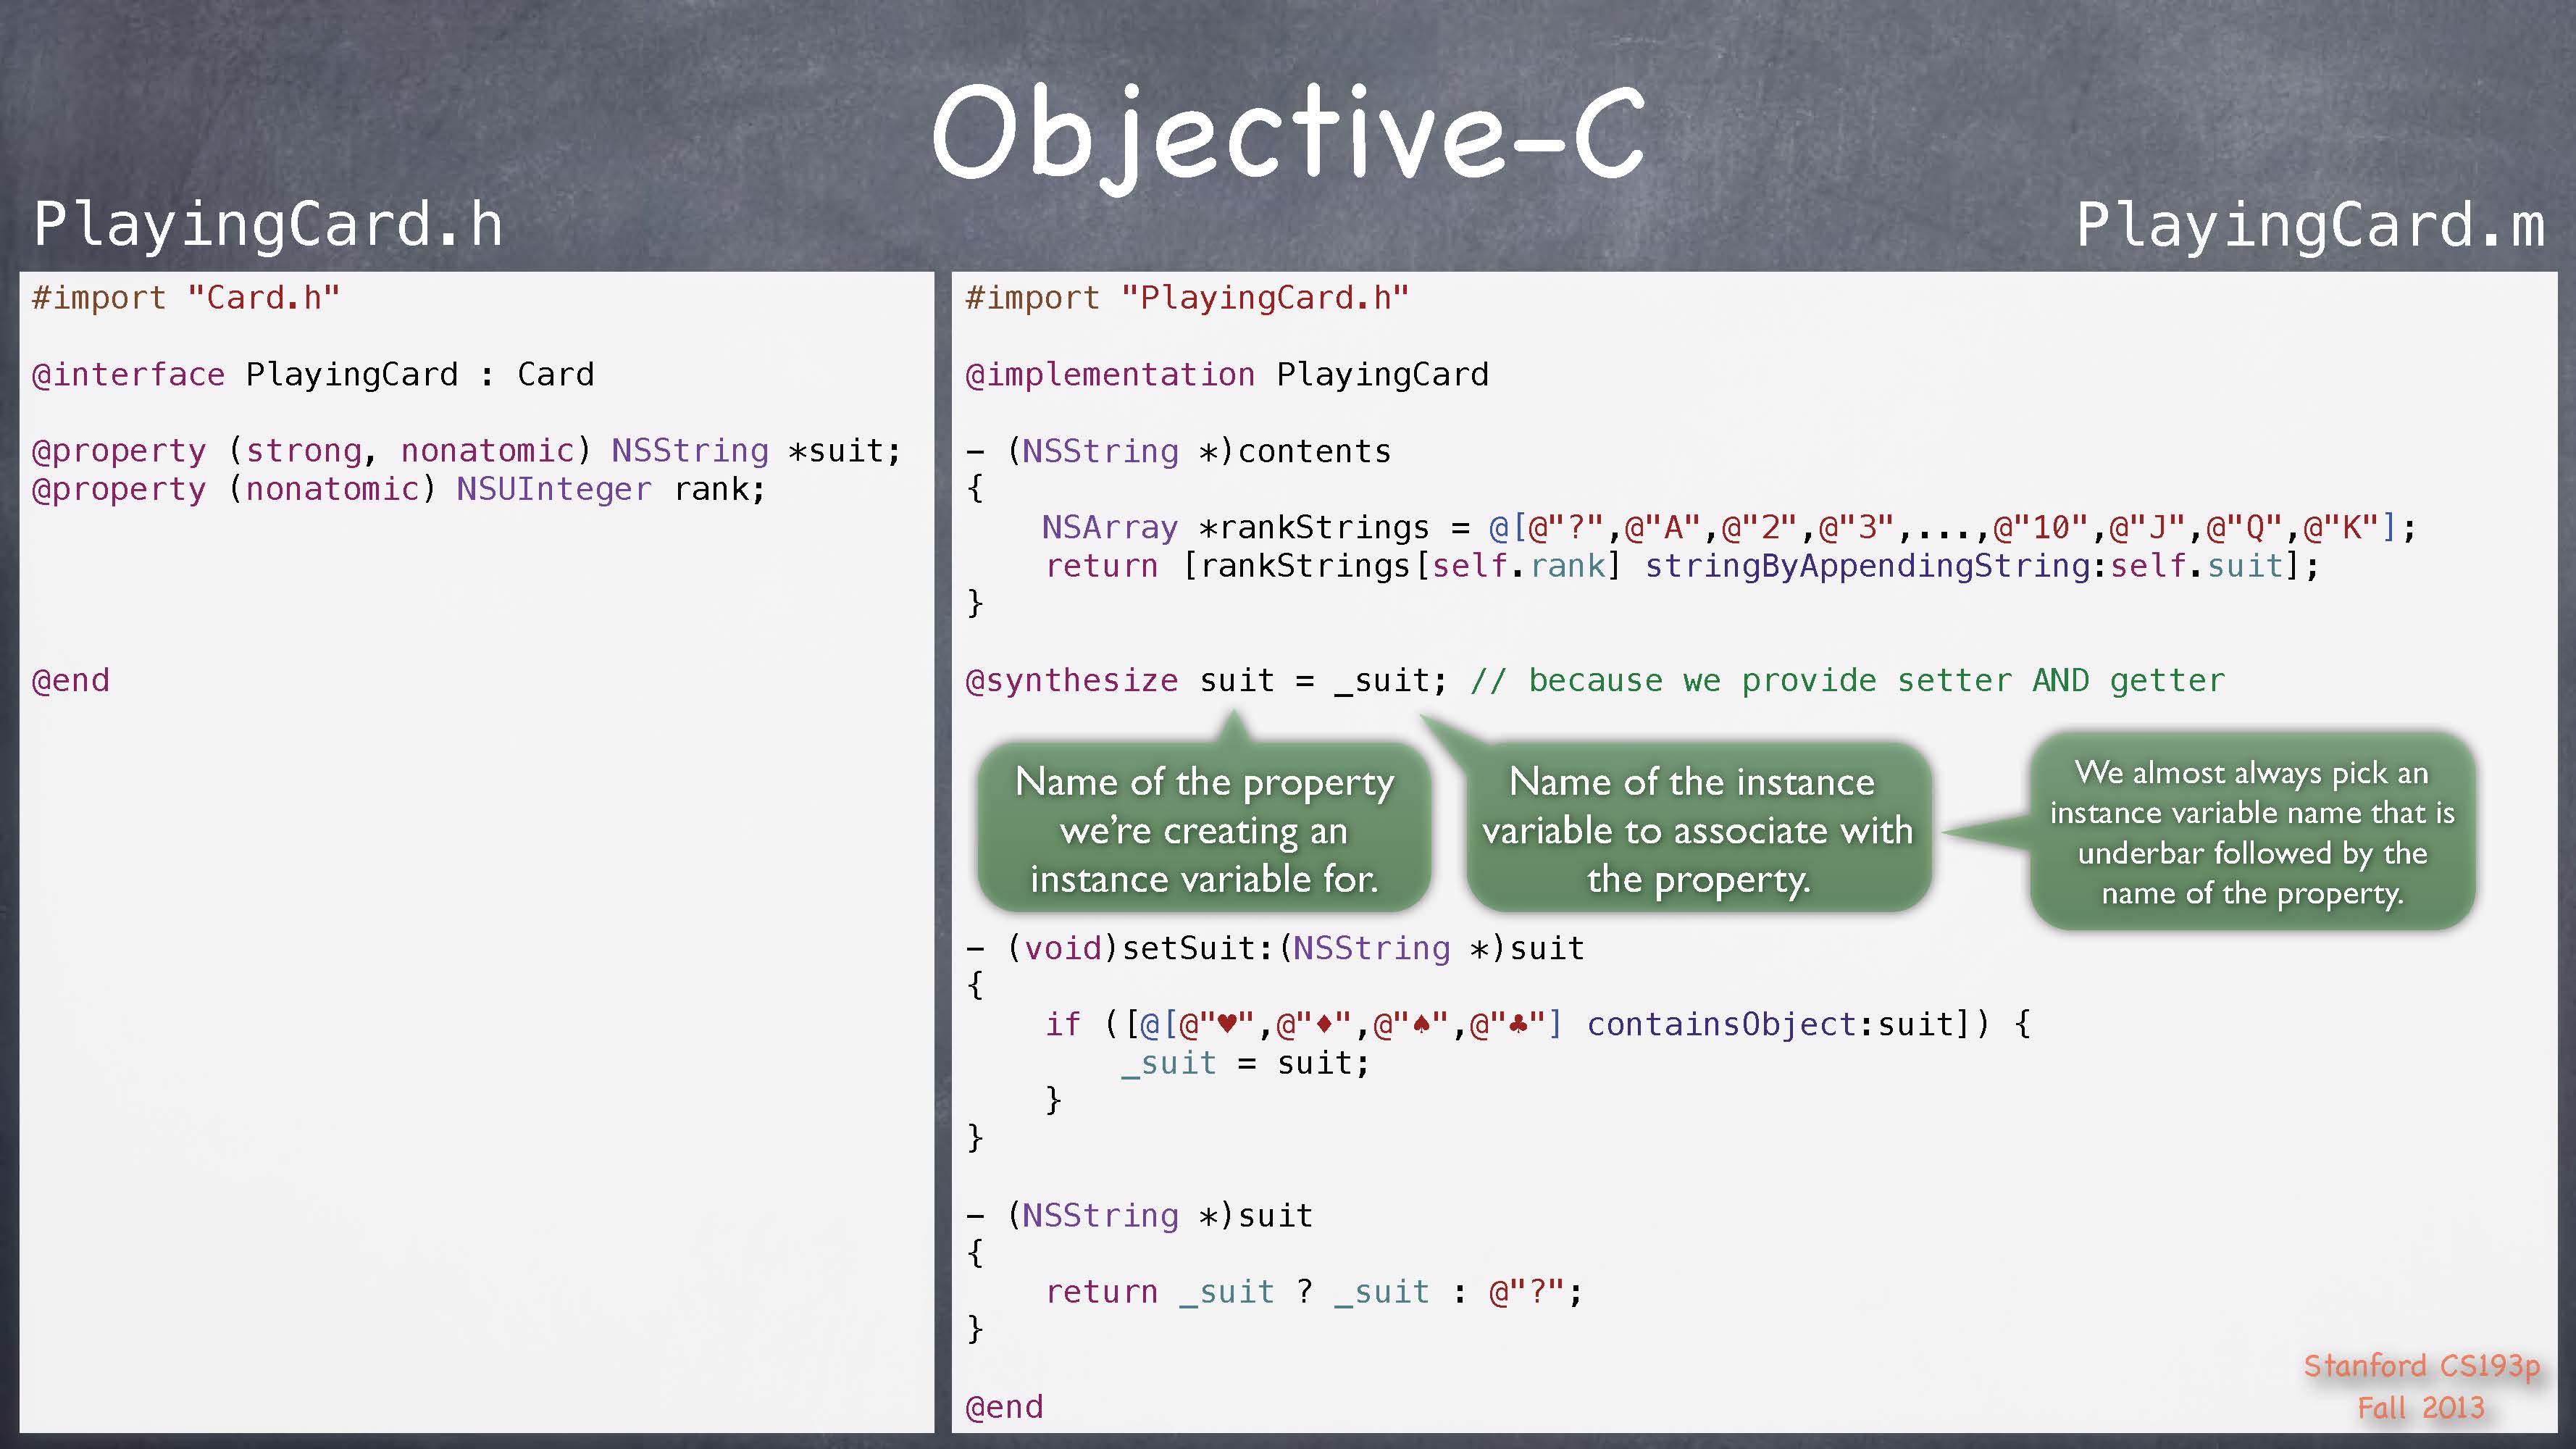 Objective-C
PlayingCard.h
PlayingCard.m
#import "Card.h"
@interface PlayingCard : Card
@property (strong, nonatomic) NSString *suit;
@property (nonatomic) NSUInteger rank;
@end
#import "PlayingCard.h"
@implementation PlayingCard
- (NSString *)contents
{
    NSArray *rankStrings = @[@"?",@"A",@"2",@"3",...,@"10",@"J",@"Q",@"K"];
    return [rankStrings[self.rank] stringByAppendingString:self.suit];
}
@synthesize suit = _suit; // because we provide setter AND getter
Name of the property
we're creating an
instance variable for.
Name of the instance
variable to associate with
the property.
We almost always pick an
instance variable name that is
underbar followed by the
name of the property.
- (void)setSuit:(NSString *)suit
{
    if ([@[@"♥",@"♦",@"♠",@"♣"] containsObject:suit]) {
        _suit = suit;
    }
}
- (NSString *)suit
{
    return _suit ? _suit : @"?";
}
@end
Stanford CS193p
Fall 2013